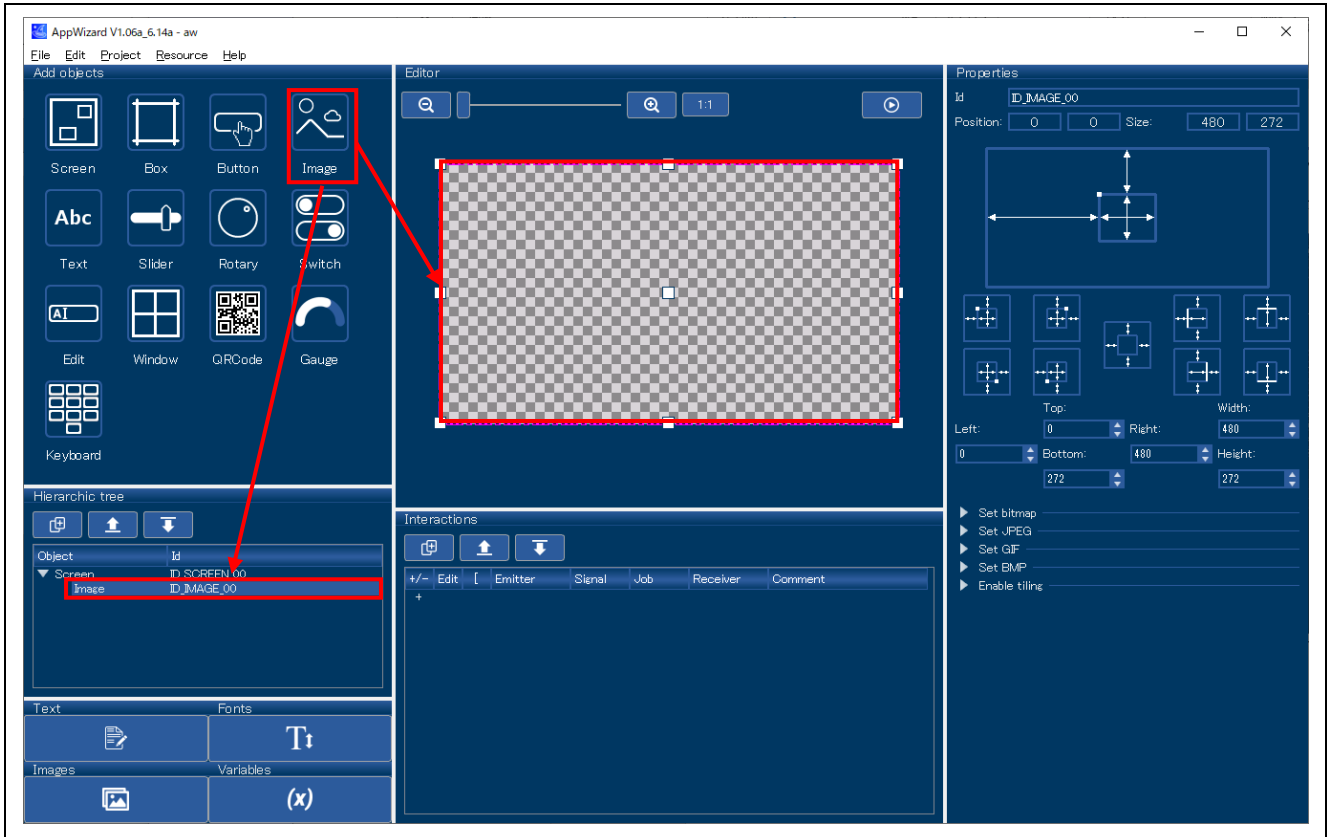 AppWizard V1.06a_6.14a - aw
File Edit Project Resource Help
Add objects
Screen Box Button Image
Abc
Text Slider Rotary Switch
AI
Edit Window QRCode Gauge
Keyboard
Hierarchic tree
Object Id
Screen ID_SCREEN_00
Image ID_IMAGE_00
Text Fonts
T
Images Variables
(x)
Editor
1:1
Interactions
+/- Edit [ Emitter Signal Job Receiver Comment
+
Properties
Id ID_IMAGE_00
Position: 0 0 Size: 480 272
Top: Width:
Left: 0 Right: 480
0 Bottom: 480 Height:
272 272
Set bitmap
Set JPEG
Set GIF
Set BMP
Enable tiling